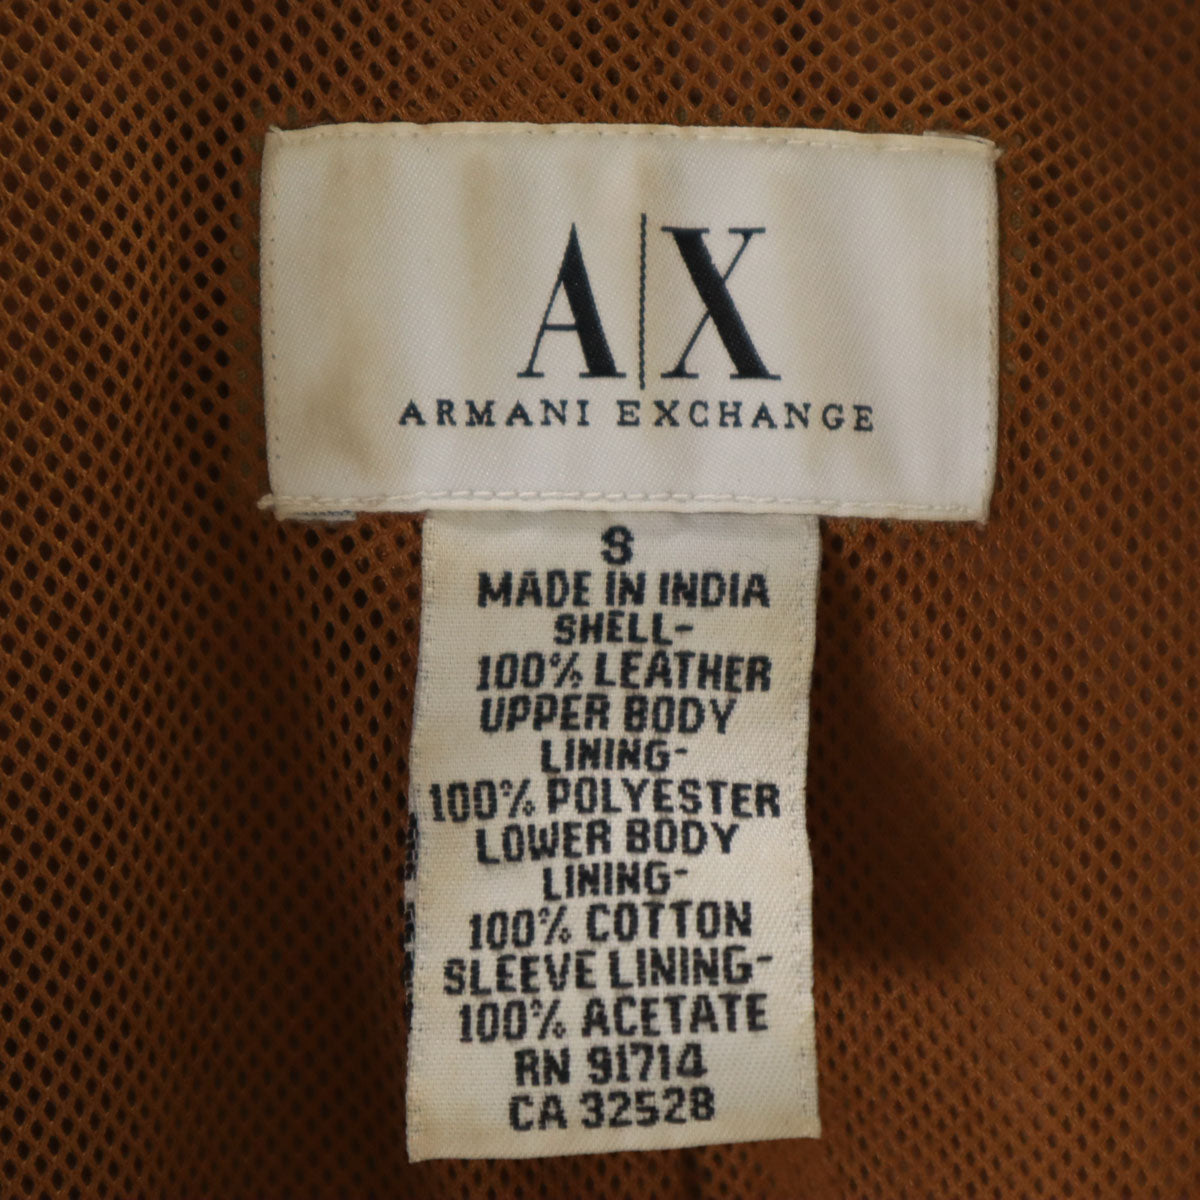 A|X
ARMANI EXCHANGE
S
MADE IN INDIA
SHELL-
100% LEATHER
UPPER BODY
LINING-
100% POLYESTER
LOWER BODY
LINING-
100% COTTON
SLEEVE LINING-
100% ACETATE
RN 91714
CA 32528